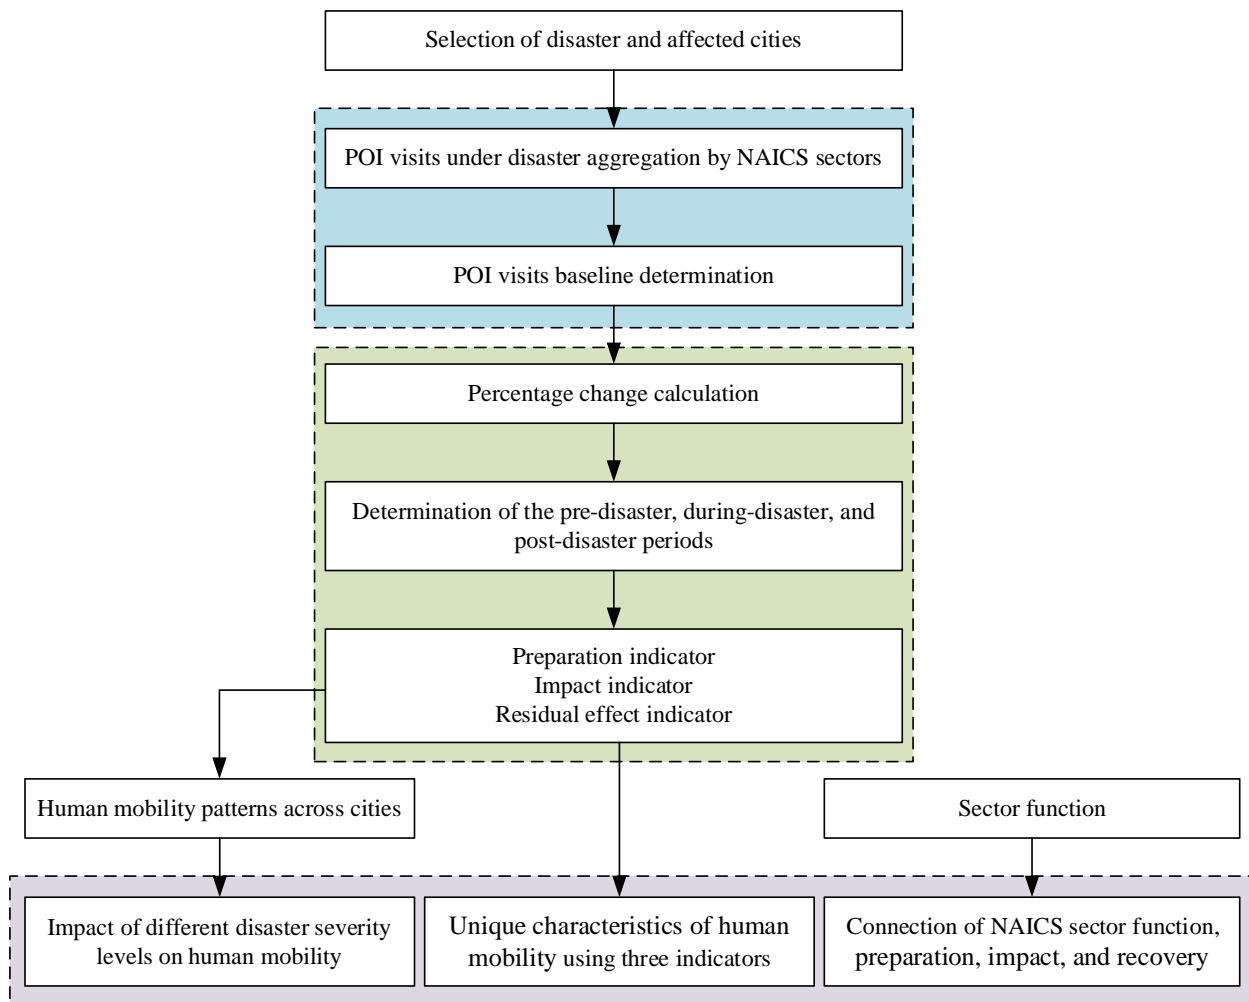 Selection of disaster and affected cities
POI visits under disaster aggregation by NAICS sectors
POI visits baseline determination
Percentage change calculation
Determination of the pre-disaster, during-disaster, and
post-disaster periods
Preparation indicator
Impact indicator
Residual effect indicator
Human mobility patterns across cities
Sector function
Impact of different disaster severity
levels on human mobility
Unique characteristics of human
mobility using three indicators
Connection of NAICS sector function,
preparation, impact, and recovery